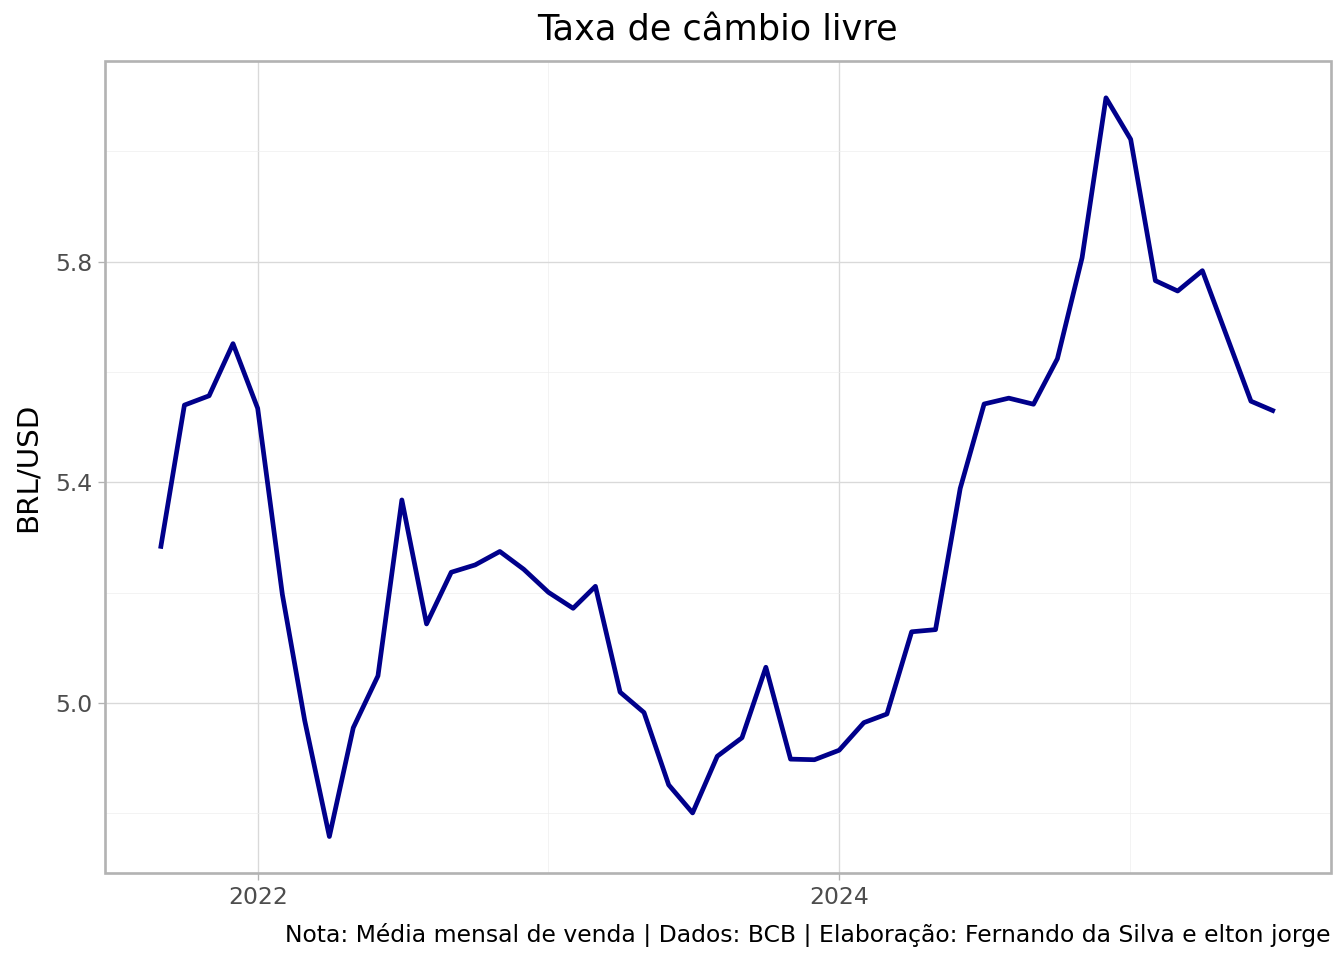 Taxa de câmbio livre
BRL/USD
5.8
5.4
5.0
2022
2024
Nota: Média mensal de venda | Dados: BCB | Elaboração: Fernando da Silva e elton jorge